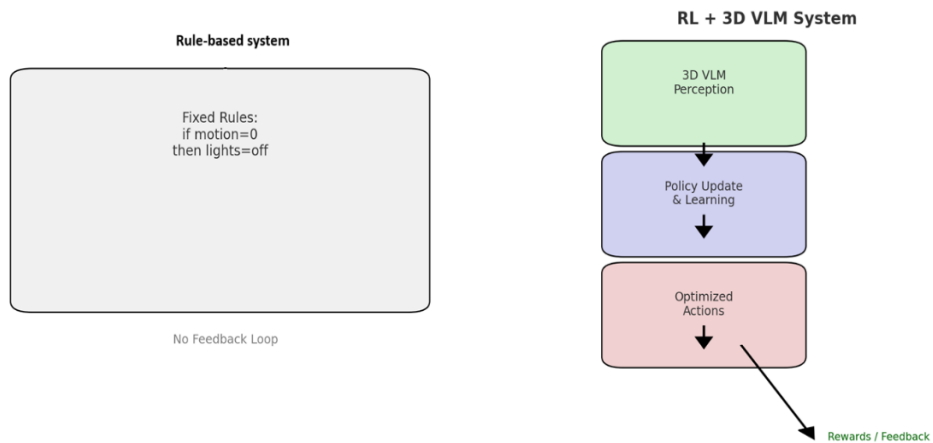 Rule-based system
Fixed Rules:
if motion=0
then lights=off
No Feedback Loop
RL + 3D VLM System
3D VLM
Perception
Policy Update
& Learning
Optimized
Actions
Rewards / Feedback